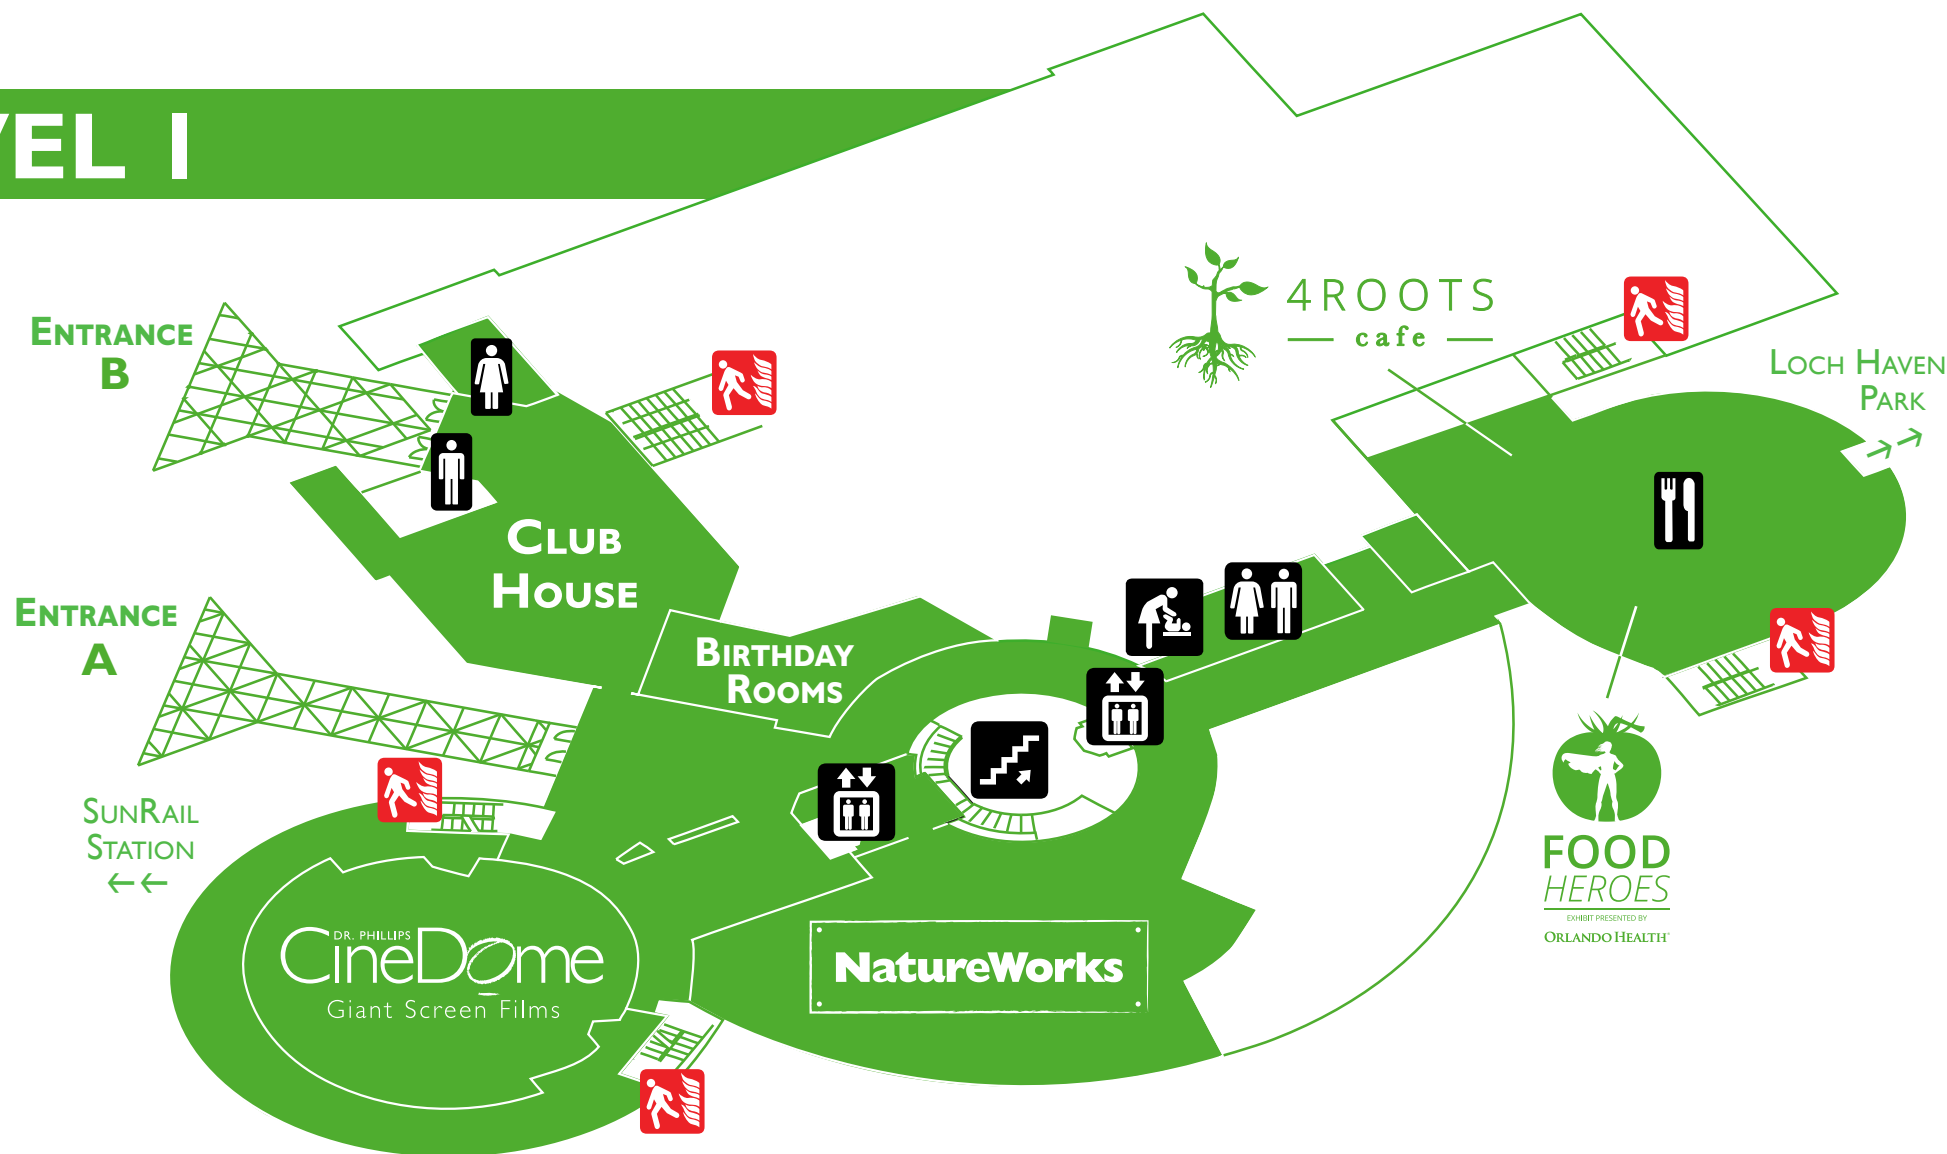 VEL I
ENTRANCE
B
4ROOTS
cafe
LOCH HAVEN
PARK
CLUB
HOUSE
ENTRANCE
A
BIRTHDAY
ROOMS
SUNRAIL
STATION
←←
DR. PHILLIPS
CineDome
Giant Screen Films
NatureWorks
FOOD
HEROES
EXHIBIT PRESENTED BY
ORLANDO HEALTH